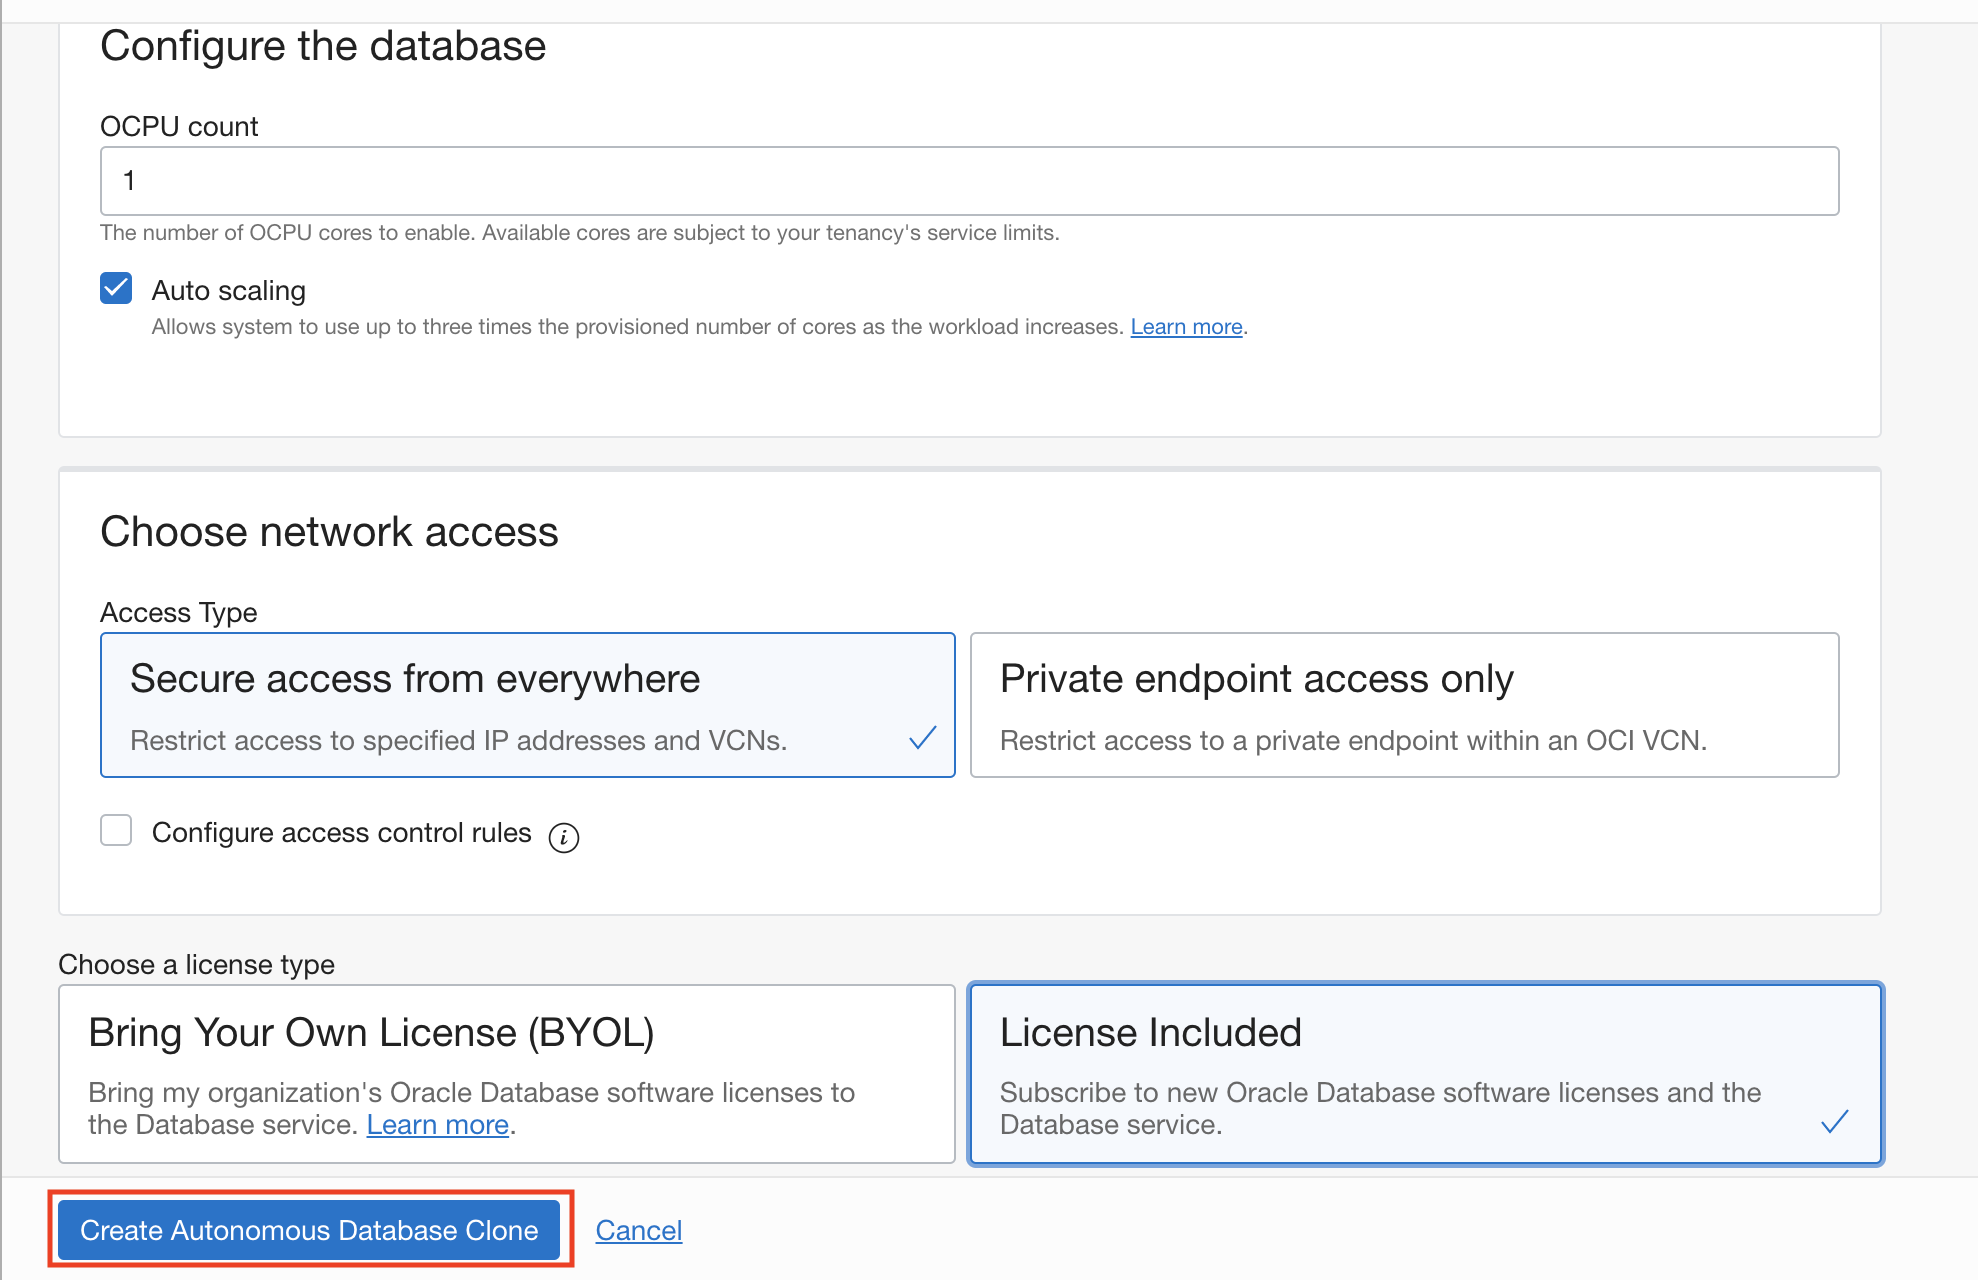 Configure the database
OCPU count
1
The number of OCPU cores to enable. Available cores are subject to your tenancy's service limits.
Auto scaling
Allows system to use up to three times the provisioned number of cores as the workload increases. Learn more.
Choose network access
Access Type
Secure access from everywhere
Restrict access to specified IP addresses and VCNs.
Private endpoint access only
Restrict access to a private endpoint within an OCI VCN.
Configure access control rules i
Choose a license type
Bring Your Own License (BYOL)
Bring my organization's Oracle Database software licenses to
the Database service. Learn more.
License Included
Subscribe to new Oracle Database software licenses and the
Database service.
Create Autonomous Database Clone
Cancel